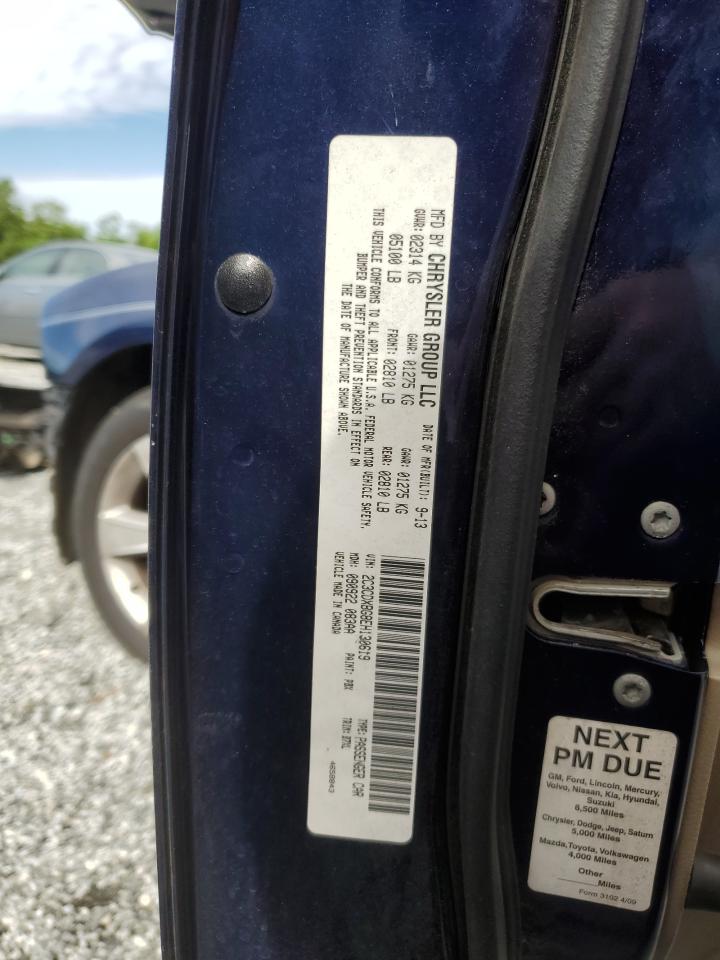 MFD BY CHRYSLER GROUP LLC
DATE OF MFR(BUILT): 9-13
GVWR: 02314 KG
GAWR: 01275 KG
GAWR: 01275 KG
05100 LB
FRONT: 02810 LB
REAR: 02810 LB
THIS VEHICLE CONFORMS TO ALL APPLICABLE U.S.A. FEDERAL MOTOR VEHICLE SAFETY,
BUMPER AND THEFT PREVENTION STANDARDS IN EFFECT ON
THE DATE OF MANUFACTURE SHOWN ABOVE.
VIN: 2C3CDXBG8EH130619
TYPE: PASSENGER CAR
MDH: 090922 083AA
PAINT: PBX
TRIM: B7XL
VEHICLE MADE IN CANADA
4658043
NEXT
PM DUE
GM, Ford, Lincoln, Mercury,
Volvo, Nissan, Kia, Hyundai,
Suzuki
6,500 Miles
Chrysler, Dodge, Jeep, Saturn
5,000 Miles
Mazda, Toyota, Volkswagen
4,000 Miles
Other
______Miles
Form 3102 4/09